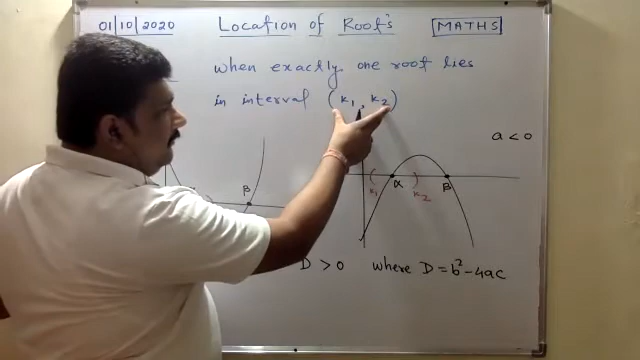 01|10|2020 Location of Roots MATHS
when exactly one root lies
in interval (k₁, k₂)
a < 0
β
α β
k₁ k₂
D > 0 where D = b² - 4ac